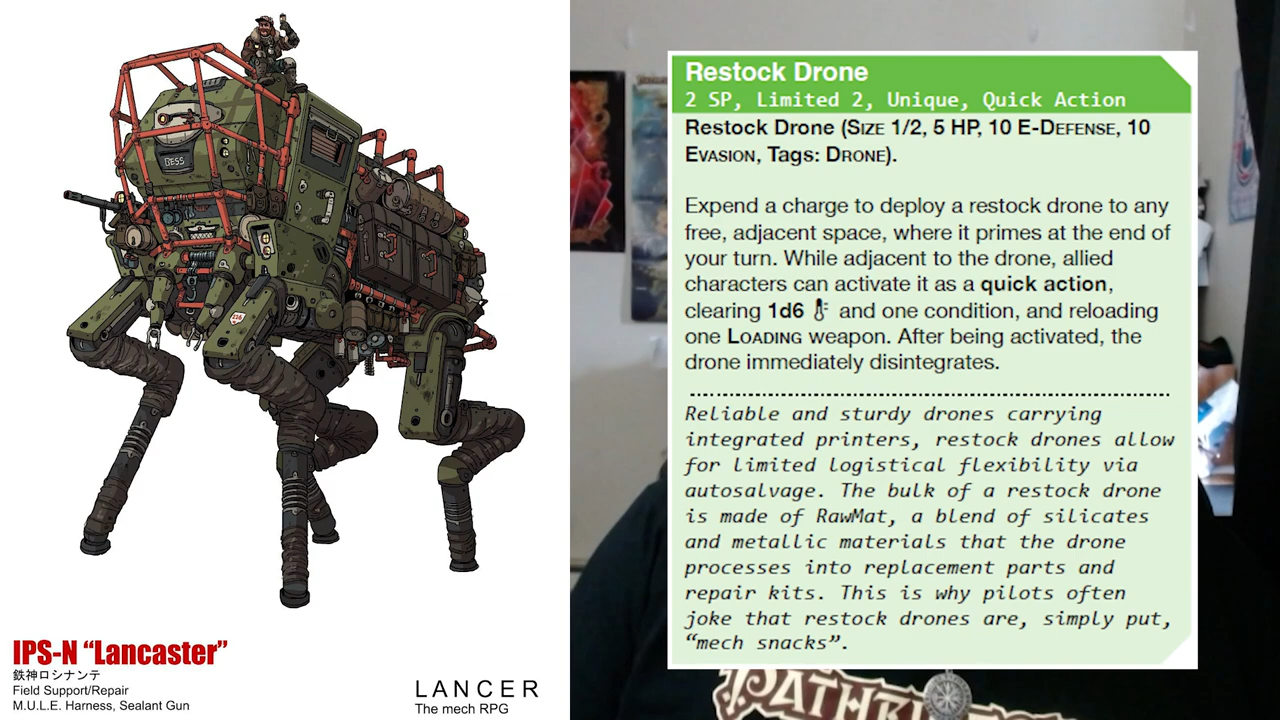 BESS
216
IPS-N “Lancaster”
鉄神ロシナンテ
Field Support/Repair
M.U.L.E. Harness, Sealant Gun
LANCER
The mech RPG
Restock Drone
2 SP, Limited 2, Unique, Quick Action
Restock Drone (Size 1/2, 5 HP, 10 E-Defense, 10
Evasion, Tags: Drone).
Expend a charge to deploy a restock drone to any
free, adjacent space, where it primes at the end of
your turn. While adjacent to the drone, allied
characters can activate it as a quick action,
clearing 1d6 and one condition, and reloading
one Loading weapon. After being activated, the
drone immediately disintegrates.
Reliable and sturdy drones carrying
integrated printers, restock drones allow
for limited logistical flexibility via
autosalvage. The bulk of a restock drone
is made of RawMat, a blend of silicates
and metallic materials that the drone
processes into replacement parts and
repair kits. This is why pilots often
joke that restock drones are, simply put,
“mech snacks”.